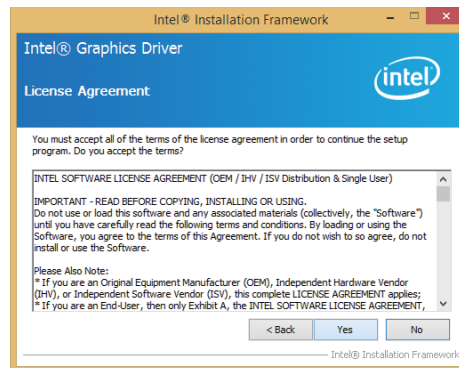 Intel® Installation Framework
Intel® Graphics Driver
License Agreement
intel
You must accept all of the terms of the license agreement in order to continue the setup
program. Do you accept the terms?
INTEL SOFTWARE LICENSE AGREEMENT (OEM / IHV / ISV Distribution & Single User)
IMPORTANT - READ BEFORE COPYING, INSTALLING OR USING.
Do not use or load this software and any associated materials (collectively, the "Software")
until you have carefully read the following terms and conditions. By loading or using the
Software, you agree to the terms of this Agreement. If you do not wish to so agree, do not
install or use the Software.
Please Also Note:
* If you are an Original Equipment Manufacturer (OEM), Independent Hardware Vendor
(IHV), or Independent Software Vendor (ISV), this complete LICENSE AGREEMENT applies;
* If you are an End-User, then only Exhibit A, the INTEL SOFTWARE LICENSE AGREEMENT,
< Back Yes No
Intel® Installation Framework